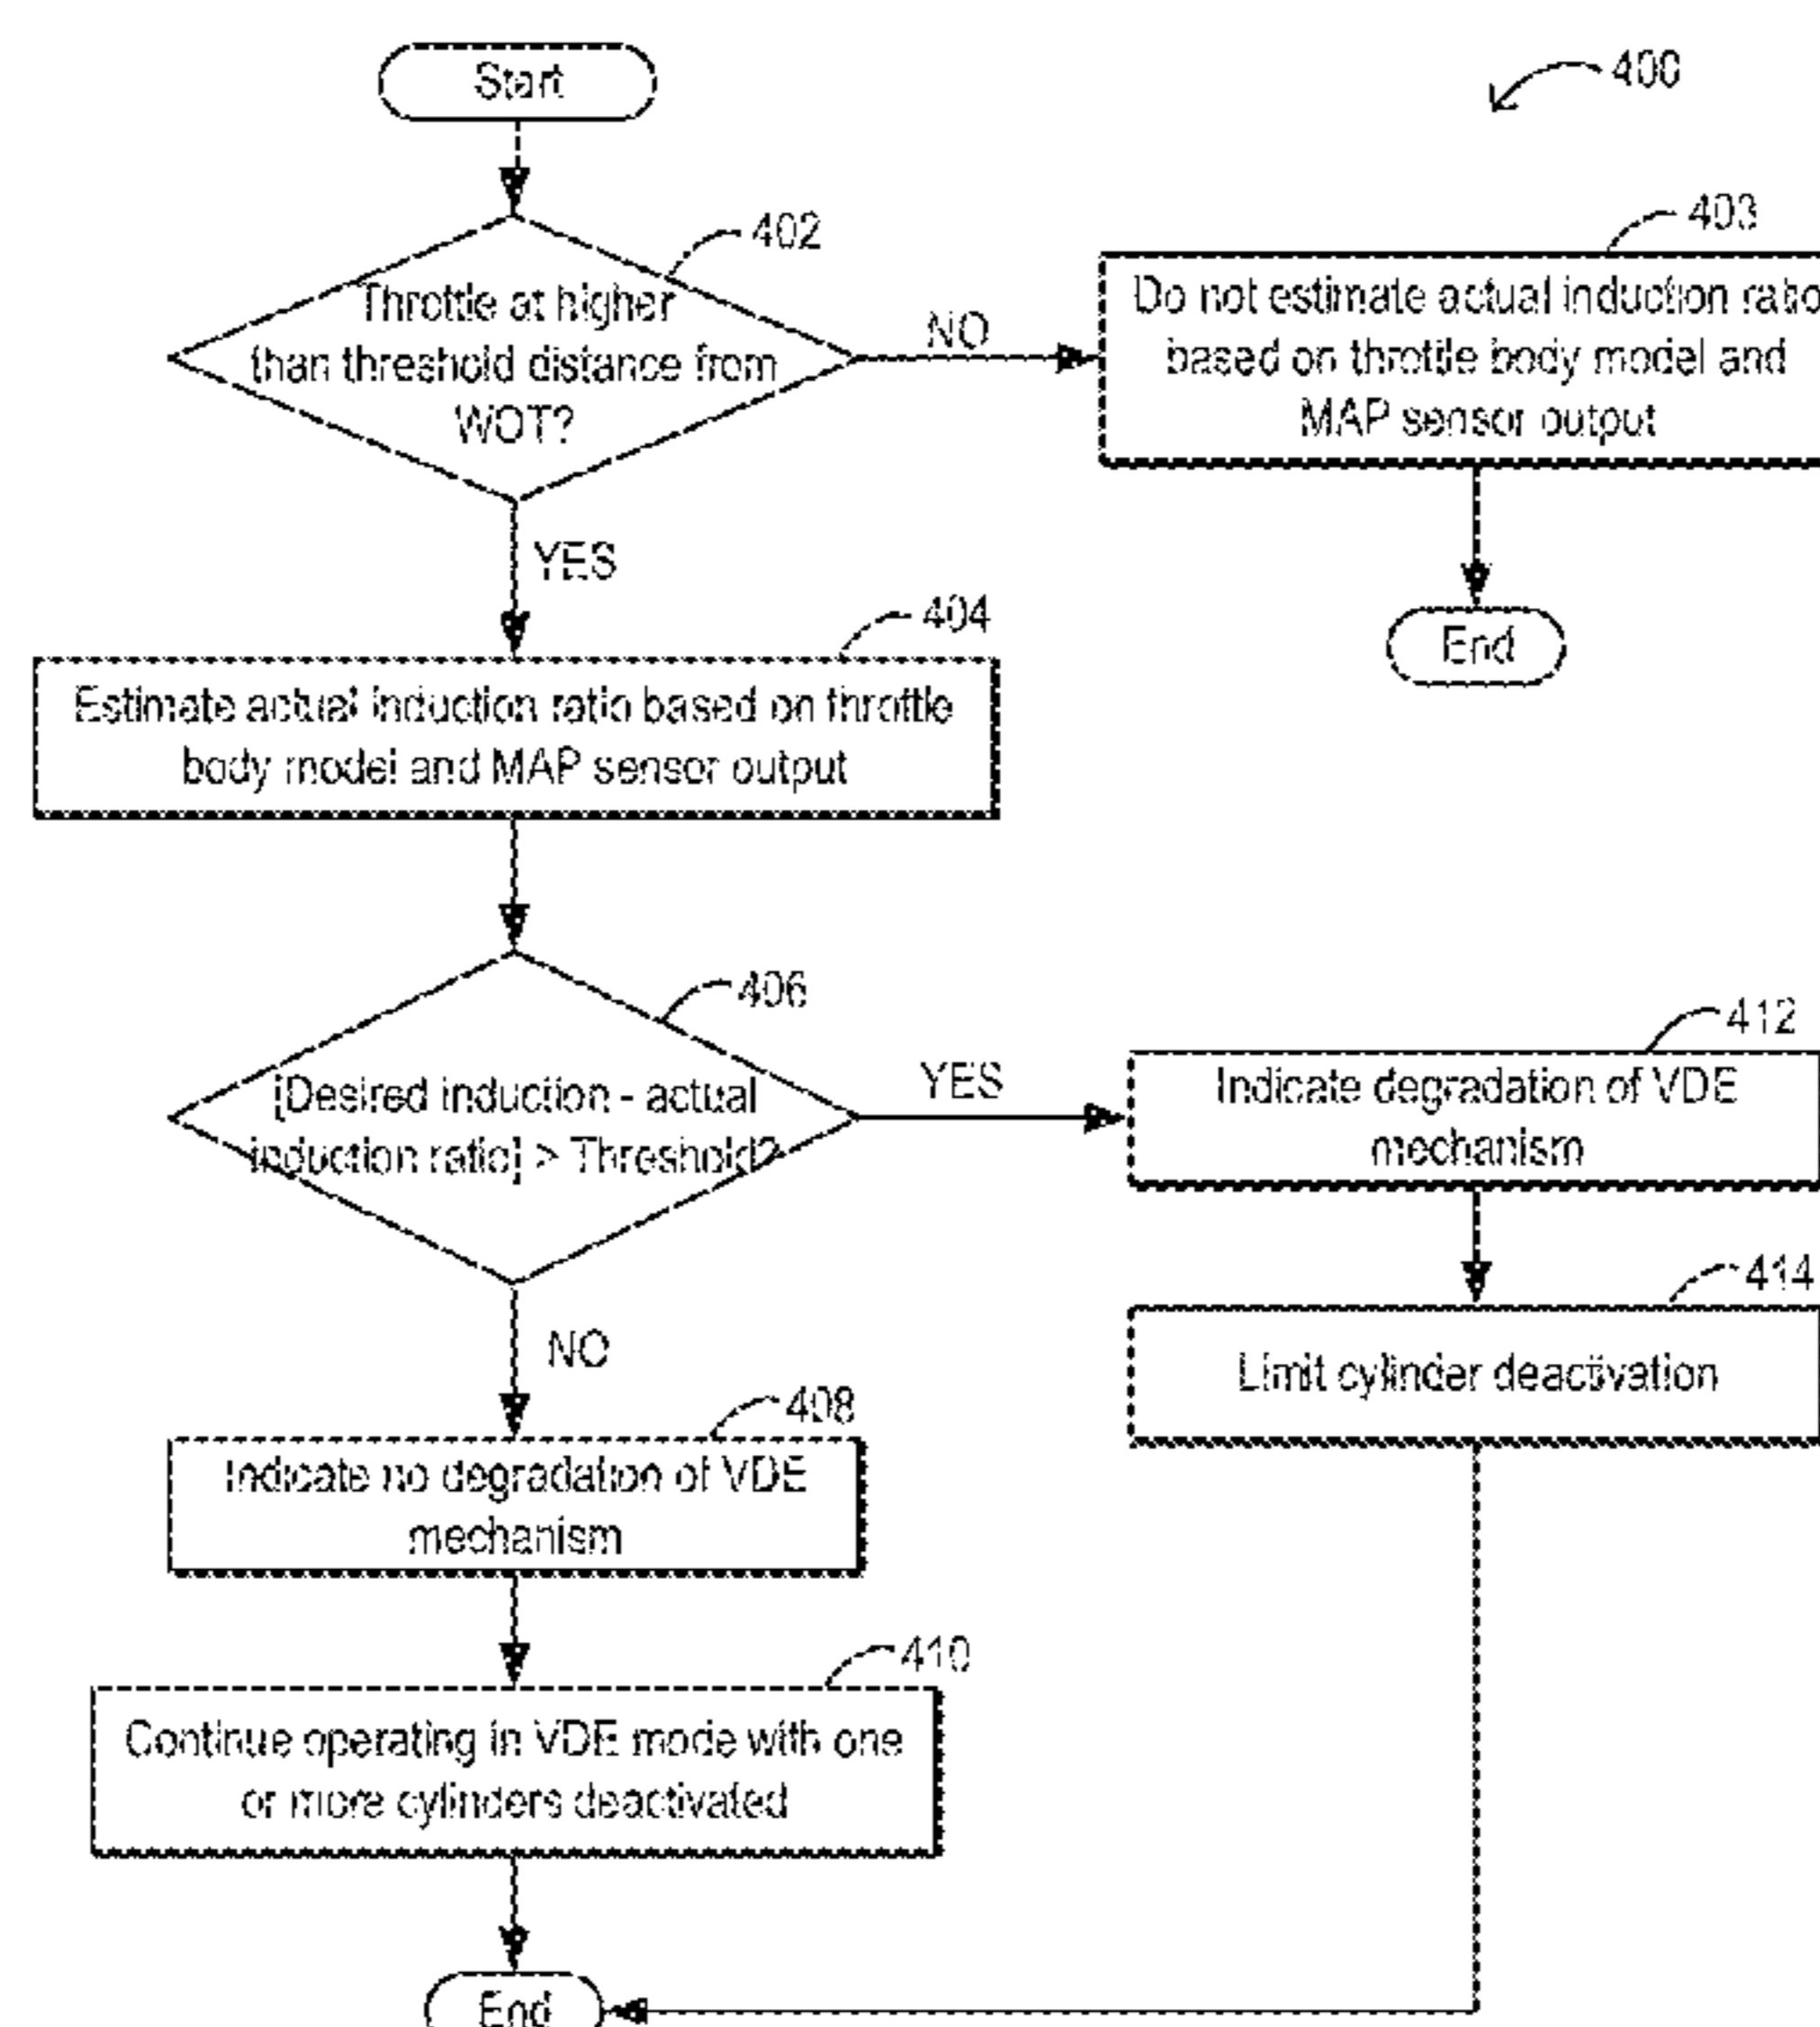 Start
400
402
Throttle at higher
than threshold distance from
WOT?
NO
403
Do not estimate actual induction ratio
based on throttle body model and
MAP sensor output
End
YES
404
Estimate actual induction ratio based on throttle
body model and MAP sensor output
406
[Desired induction - actual
induction ratio] > Threshold?
YES
412
Indicate degradation of VDE
mechanism
414
Limit cylinder deactivation
NO
408
Indicate no degradation of VDE
mechanism
410
Continue operating in VDE mode with one
or more cylinders deactivated
End